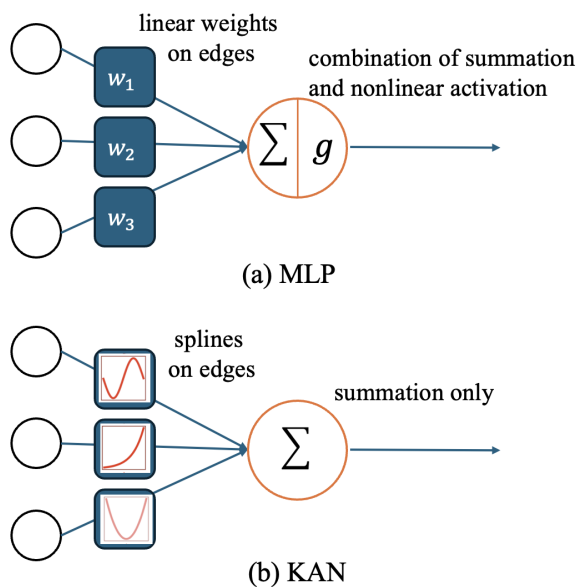 linear weights
on edges
combination of summation
and nonlinear activation
w₁
w₂
w₃
∑ g
(a) MLP
splines
on edges
summation only
∑
(b) KAN